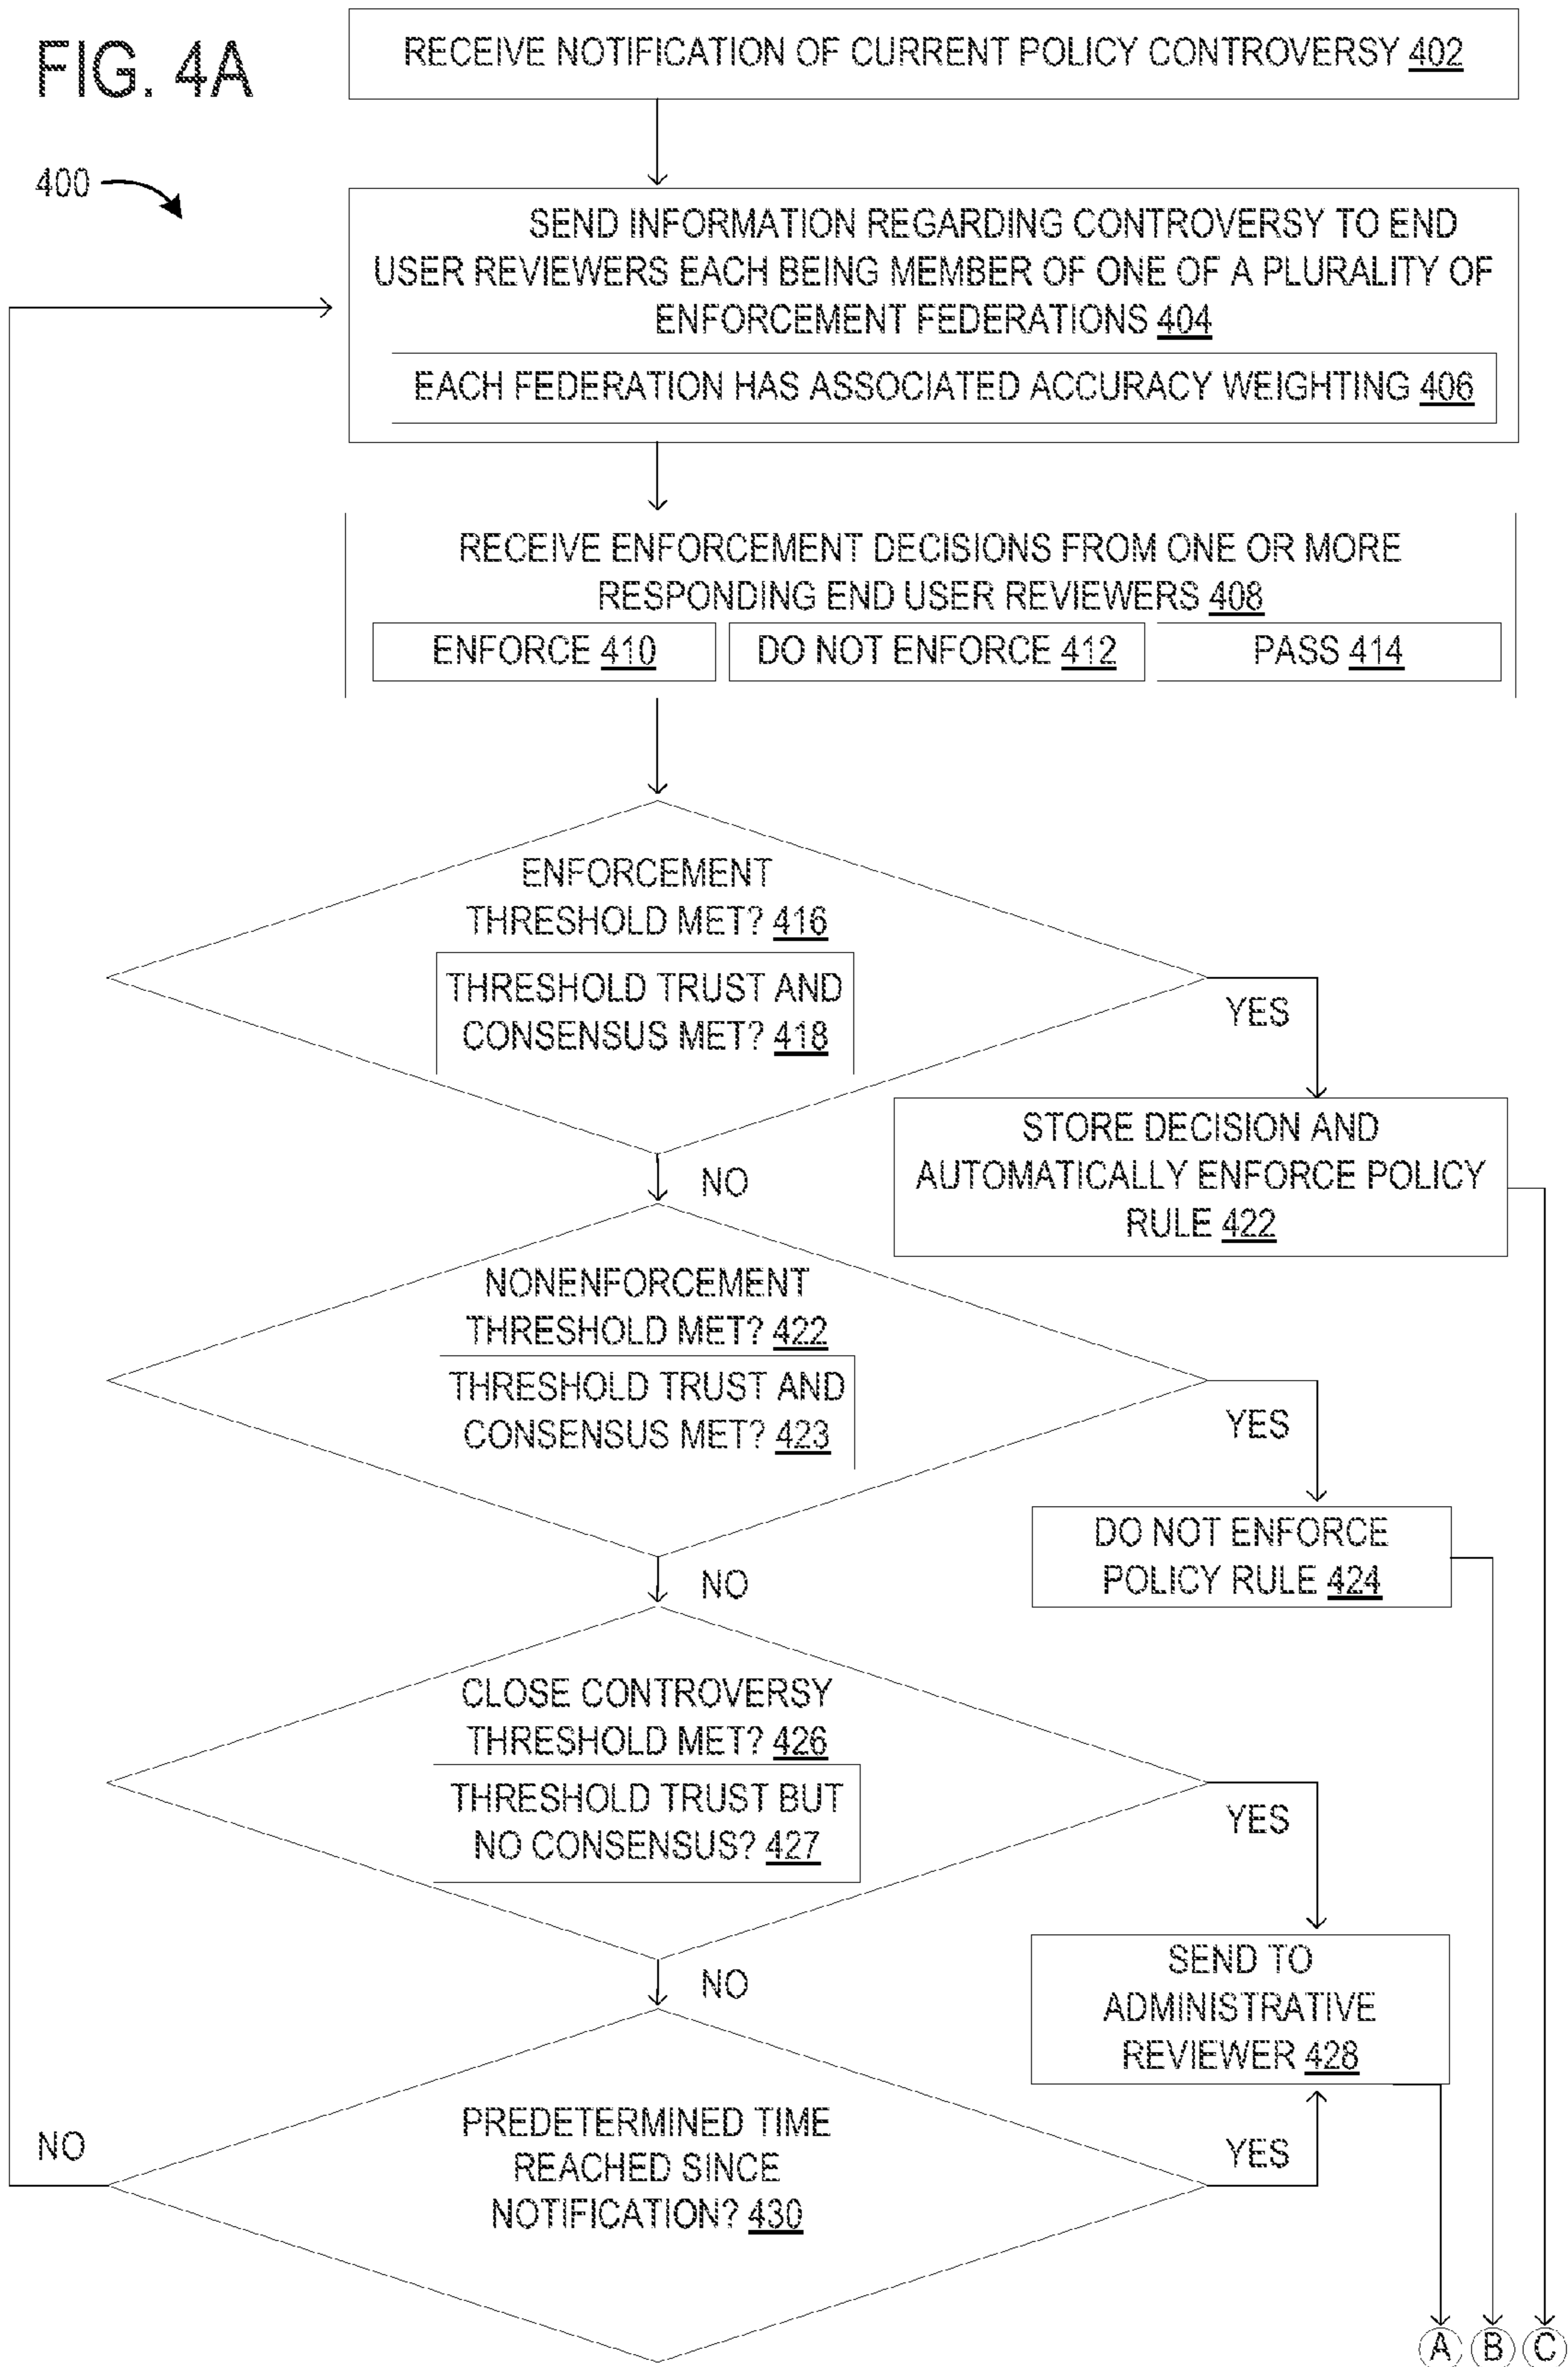 FIG. 4A
400
RECEIVE NOTIFICATION OF CURRENT POLICY CONTROVERSY 402
SEND INFORMATION REGARDING CONTROVERSY TO END
USER REVIEWERS EACH BEING MEMBER OF ONE OF A PLURALITY OF
ENFORCEMENT FEDERATIONS 404
EACH FEDERATION HAS ASSOCIATED ACCURACY WEIGHTING 406
RECEIVE ENFORCEMENT DECISIONS FROM ONE OR MORE
RESPONDING END USER REVIEWERS 408
ENFORCE 410
DO NOT ENFORCE 412
PASS 414
ENFORCEMENT
THRESHOLD MET? 416
THRESHOLD TRUST AND
CONSENSUS MET? 418
YES
STORE DECISION AND
AUTOMATICALLY ENFORCE POLICY
RULE 422
NO
NONENFORCEMENT
THRESHOLD MET? 422
THRESHOLD TRUST AND
CONSENSUS MET? 423
YES
DO NOT ENFORCE
POLICY RULE 424
NO
CLOSE CONTROVERSY
THRESHOLD MET? 426
THRESHOLD TRUST BUT
NO CONSENSUS? 427
YES
SEND TO
ADMINISTRATIVE
REVIEWER 428
NO
PREDETERMINED TIME
REACHED SINCE
NOTIFICATION? 430
YES
NO
A
B
C